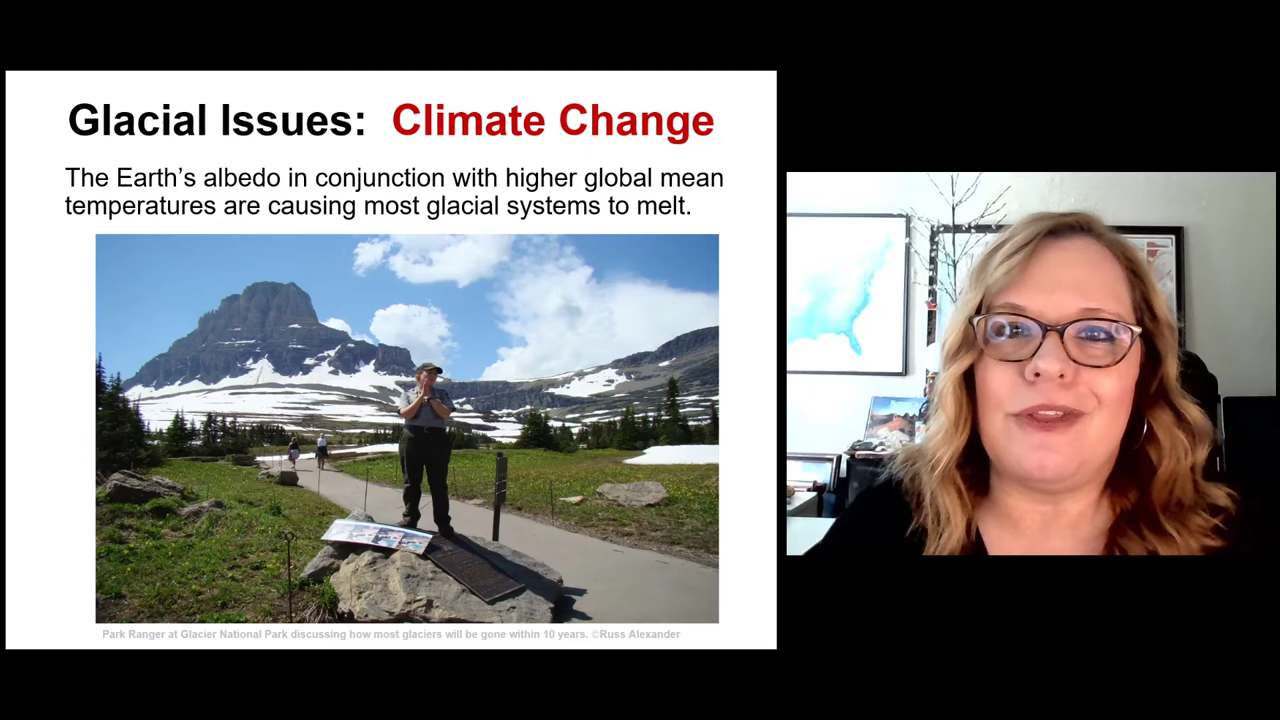 Glacial Issues: Climate Change
The Earth's albedo in conjunction with higher global mean
temperatures are causing most glacial systems to melt.
Park Ranger at Glacier National Park discussing how most glaciers will be gone within 10 years. ©Russ Alexander